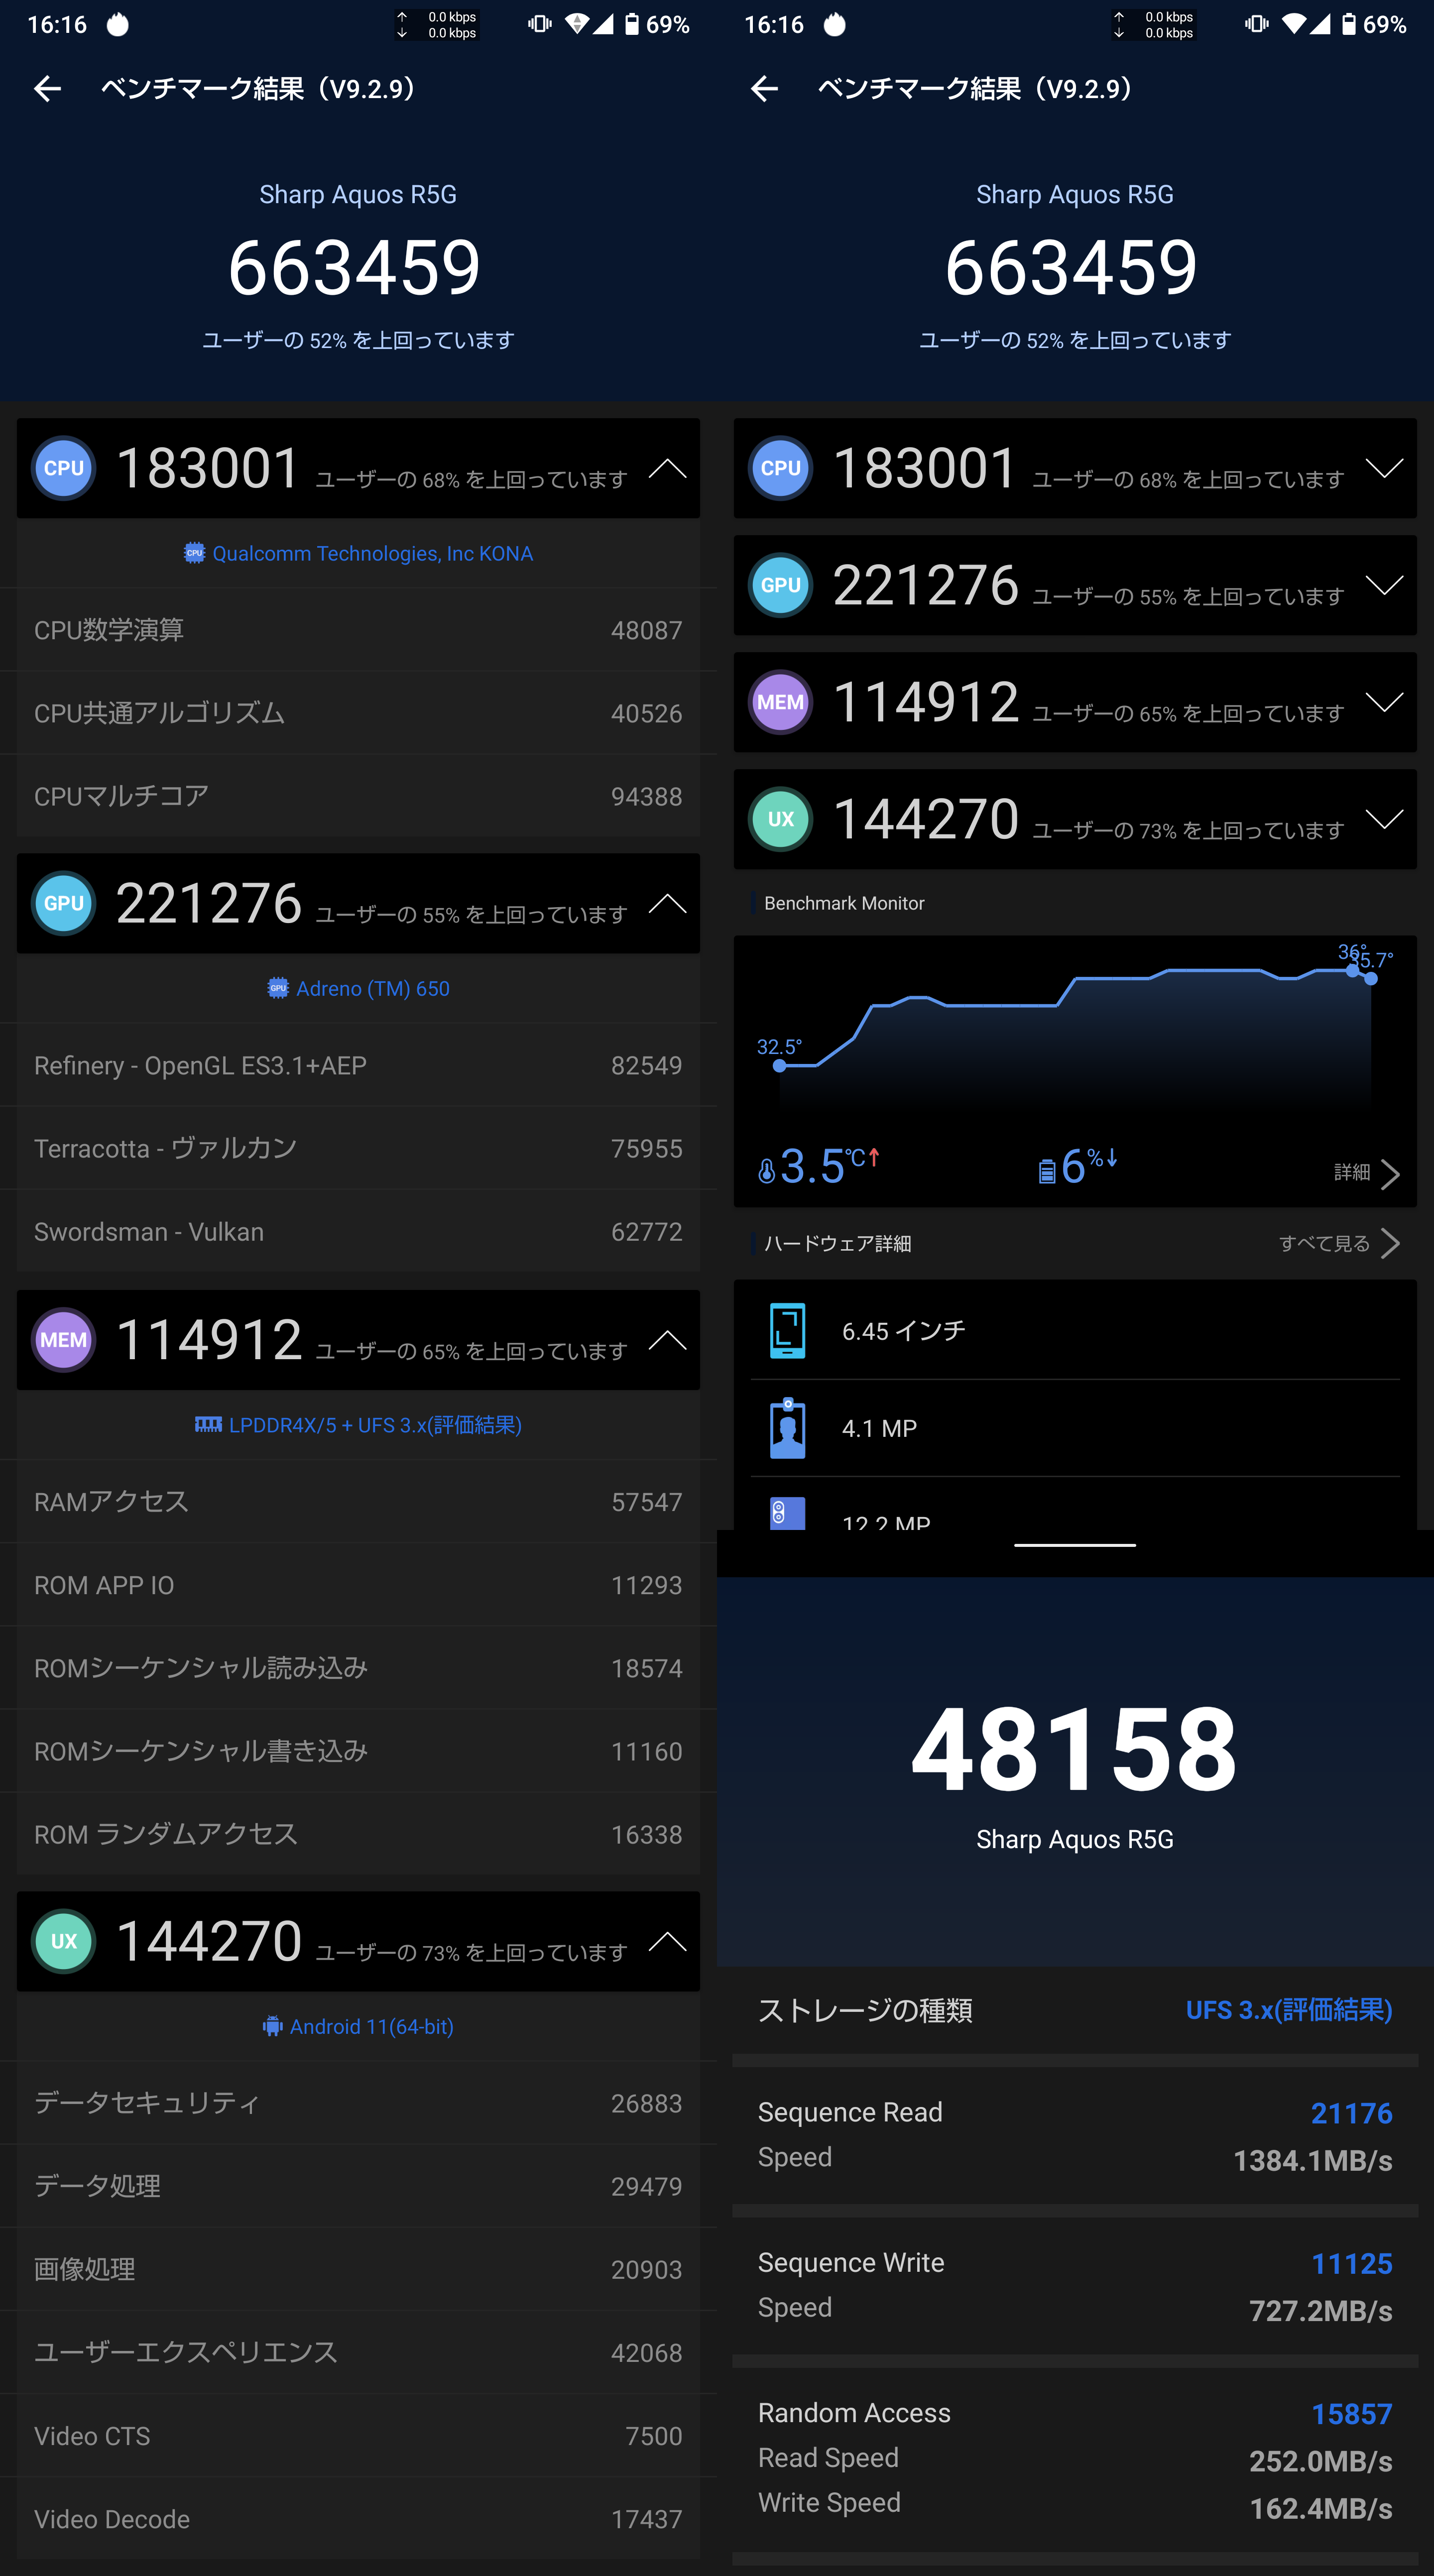 16:16
0.0 kbps
0.0 kbps
69%
ベンチマーク結果（V9.2.9）
Sharp Aquos R5G
663459
ユーザーの 52% を上回っています
CPU 183001 ユーザーの 68% を上回っています
CPU Qualcomm Technologies, Inc KONA
CPU数学演算 48087
CPU共通アルゴリズム 40526
CPUマルチコア 94388
GPU 221276 ユーザーの 55% を上回っています
GPU Adreno (TM) 650
Refinery - OpenGL ES3.1+AEP 82549
Terracotta - ヴァルカン 75955
Swordsman - Vulkan 62772
MEM 114912 ユーザーの 65% を上回っています
LPDDR4X/5 + UFS 3.x(評価結果)
RAMアクセス 57547
ROM APP IO 11293
ROMシーケンシャル読み込み 18574
ROMシーケンシャル書き込み 11160
ROM ランダムアクセス 16338
UX 144270 ユーザーの 73% を上回っています
Android 11(64-bit)
データセキュリティ 26883
データ処理 29479
画像処理 20903
ユーザーエクスペリエンス 42068
Video CTS 7500
Video Decode 17437
16:16
0.0 kbps
0.0 kbps
69%
ベンチマーク結果（V9.2.9）
Sharp Aquos R5G
663459
ユーザーの 52% を上回っています
CPU 183001 ユーザーの 68% を上回っています
GPU 221276 ユーザーの 55% を上回っています
MEM 114912 ユーザーの 65% を上回っています
UX 144270 ユーザーの 73% を上回っています
Benchmark Monitor
36°
35.7°
32.5°
3.5℃↑ 6%↓ 詳細
ハードウェア詳細 すべて見る
6.45 インチ
4.1 MP
12.2 MP
48158
Sharp Aquos R5G
ストレージの種類 UFS 3.x(評価結果)
Sequence Read 21176
Speed 1384.1MB/s
Sequence Write 11125
Speed 727.2MB/s
Random Access 15857
Read Speed 252.0MB/s
Write Speed 162.4MB/s